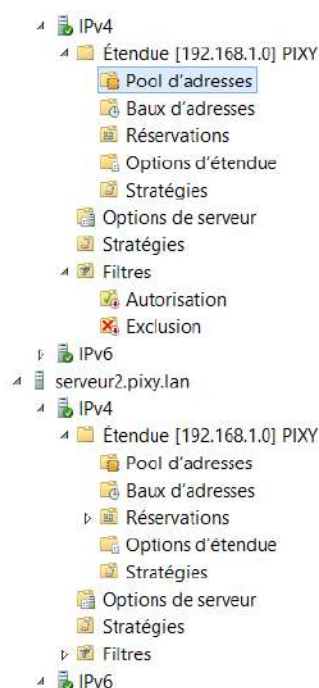 IPv4
Étendue [192.168.1.0] PIXY
Pool d'adresses
Baux d'adresses
Réservations
Options d'étendue
Stratégies
Options de serveur
Stratégies
Filtres
Autorisation
Exclusion
IPv6
serveur2.pixy.lan
IPv4
Étendue [192.168.1.0] PIXY
Pool d'adresses
Baux d'adresses
Réservations
Options d'étendue
Stratégies
Options de serveur
Stratégies
Filtres
IPv6